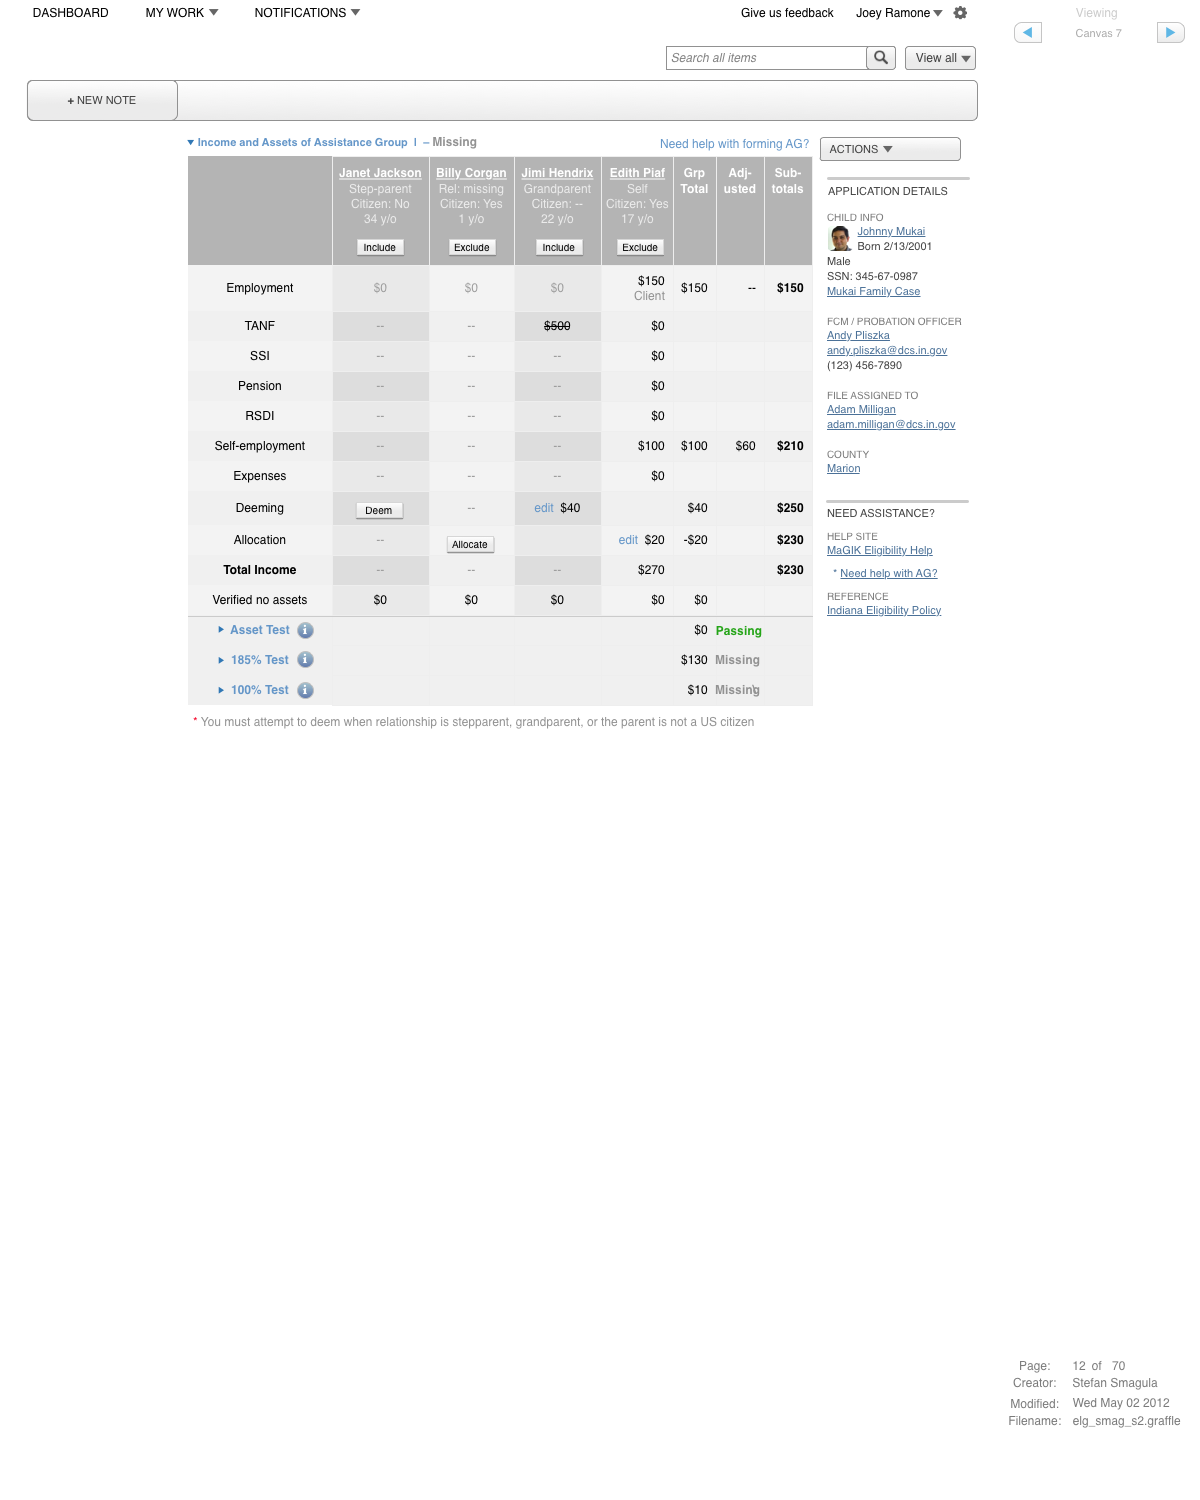 DASHBOARD MY WORK NOTIFICATIONS Give us feedback Joey Ramone
Viewing
Canvas 7
Search all items View all
+ NEW NOTE
Income and Assets of Assistance Group I – Missing Need help with forming AG?
Janet Jackson Billy Corgan Jimi Hendrix Edith Piaf Grp Adj- Sub-
Step-parent Rel: missing Grandparent Self Total usted totals
Citizen: No Citizen: Yes Citizen: -- Citizen: Yes
34 y/o 1 y/o 22 y/o 17 y/o
Include Exclude Include Exclude
Employment $0 $0 $0 $150 Client $150 -- $150
TANF -- -- $500 $0
SSI -- -- -- $0
Pension -- -- -- $0
RSDI -- -- -- $0
Self-employment -- -- -- $100 $100 $60 $210
Expenses -- -- -- $0
Deeming Deem -- edit $40 $40 $250
Allocation -- Allocate edit $20 -$20 $230
Total Income -- -- -- $270 $230
Verified no assets $0 $0 $0 $0 $0
Asset Test i $0 Passing
185% Test i $130 Missing
100% Test i $10 Missing
* You must attempt to deem when relationship is stepparent, grandparent, or the parent is not a US citizen
ACTIONS
APPLICATION DETAILS
CHILD INFO
Johnny Mukai
Born 2/13/2001
Male
SSN: 345-67-0987
Mukai Family Case
FCM / PROBATION OFFICER
Andy Pliszka
andy.pliszka@dcs.in.gov
(123) 456-7890
FILE ASSIGNED TO
Adam Milligan
adam.milligan@dcs.in.gov
COUNTY
Marion
NEED ASSISTANCE?
HELP SITE
MaGIK Eligibility Help
* Need help with AG?
REFERENCE
Indiana Eligibility Policy
Page: 12 of 70
Creator: Stefan Smagula
Modified: Wed May 02 2012
Filename: elg_smag_s2.graffle